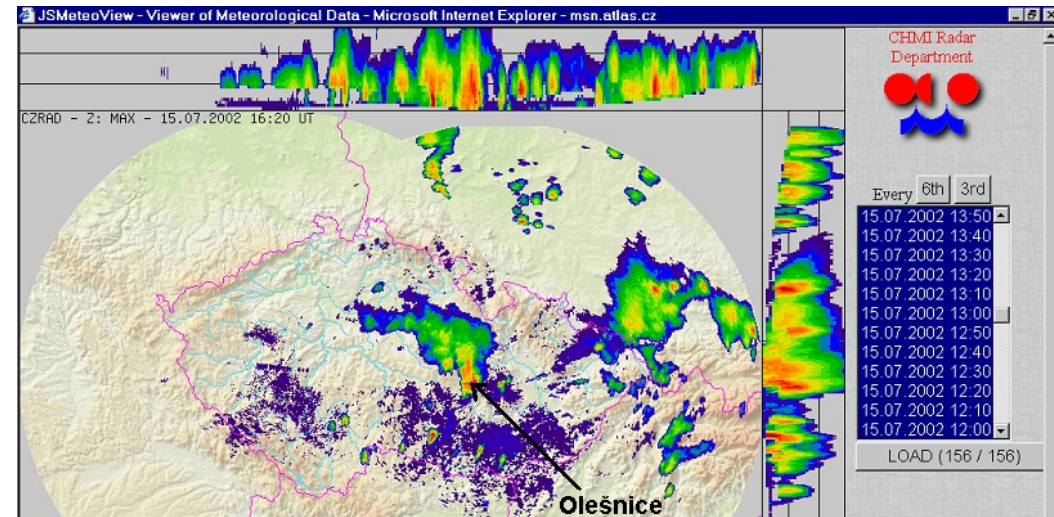 JSMeteoView - Viewer of Meteorological Data - Microsoft Internet Explorer - msn.atlas.cz
CHMI Radar
Department
H|
CZRAD - Z: MAX - 15.07.2002 16:20 UT
Every 6th 3rd
15.07.2002 13:50
15.07.2002 13:40
15.07.2002 13:30
15.07.2002 13:20
15.07.2002 13:10
15.07.2002 13:00
15.07.2002 12:50
15.07.2002 12:40
15.07.2002 12:30
15.07.2002 12:20
15.07.2002 12:10
15.07.2002 12:00
LOAD (156 / 156)
Olešnice